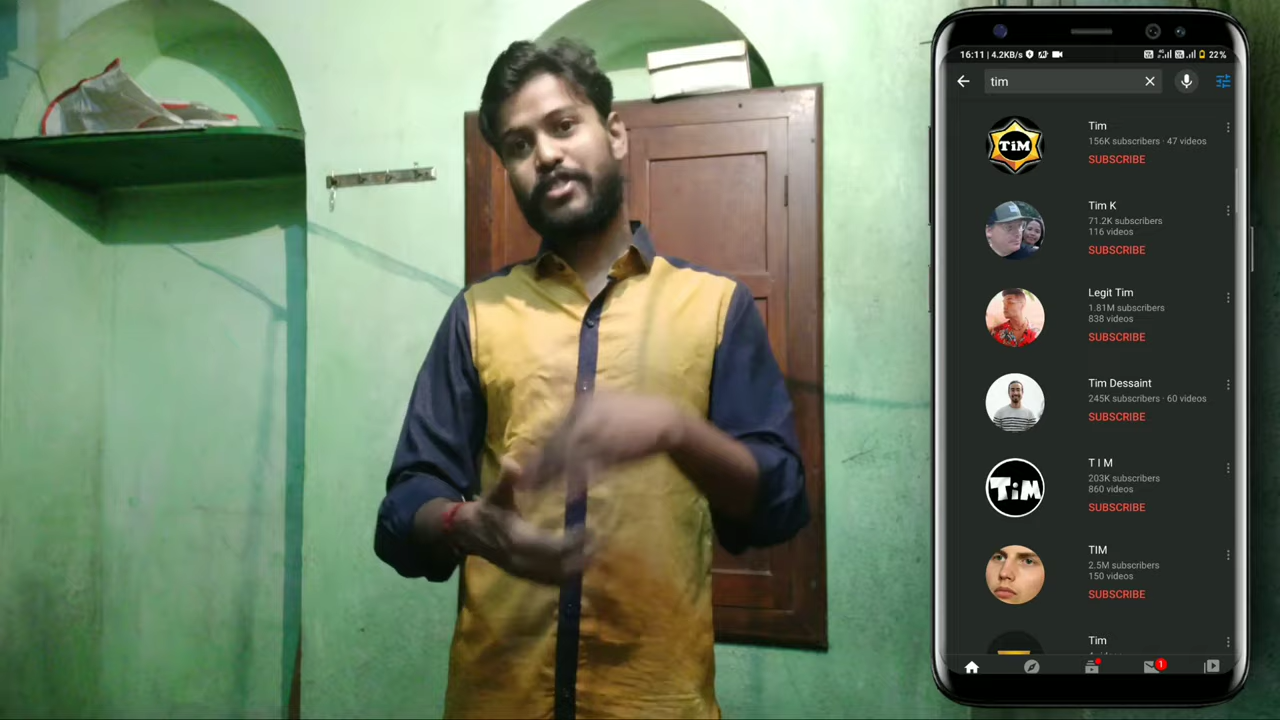 16:11 | 4.2KB/s
22%
tim
TiM
Tim
156K subscribers · 47 videos
SUBSCRIBE
Tim K
71.2K subscribers
116 videos
SUBSCRIBE
Legit Tim
1.81M subscribers
838 videos
SUBSCRIBE
Tim Dessaint
245K subscribers · 60 videos
SUBSCRIBE
TiM
T I M
203K subscribers
860 videos
SUBSCRIBE
TIM
2.5M subscribers
150 videos
SUBSCRIBE
Tim
1